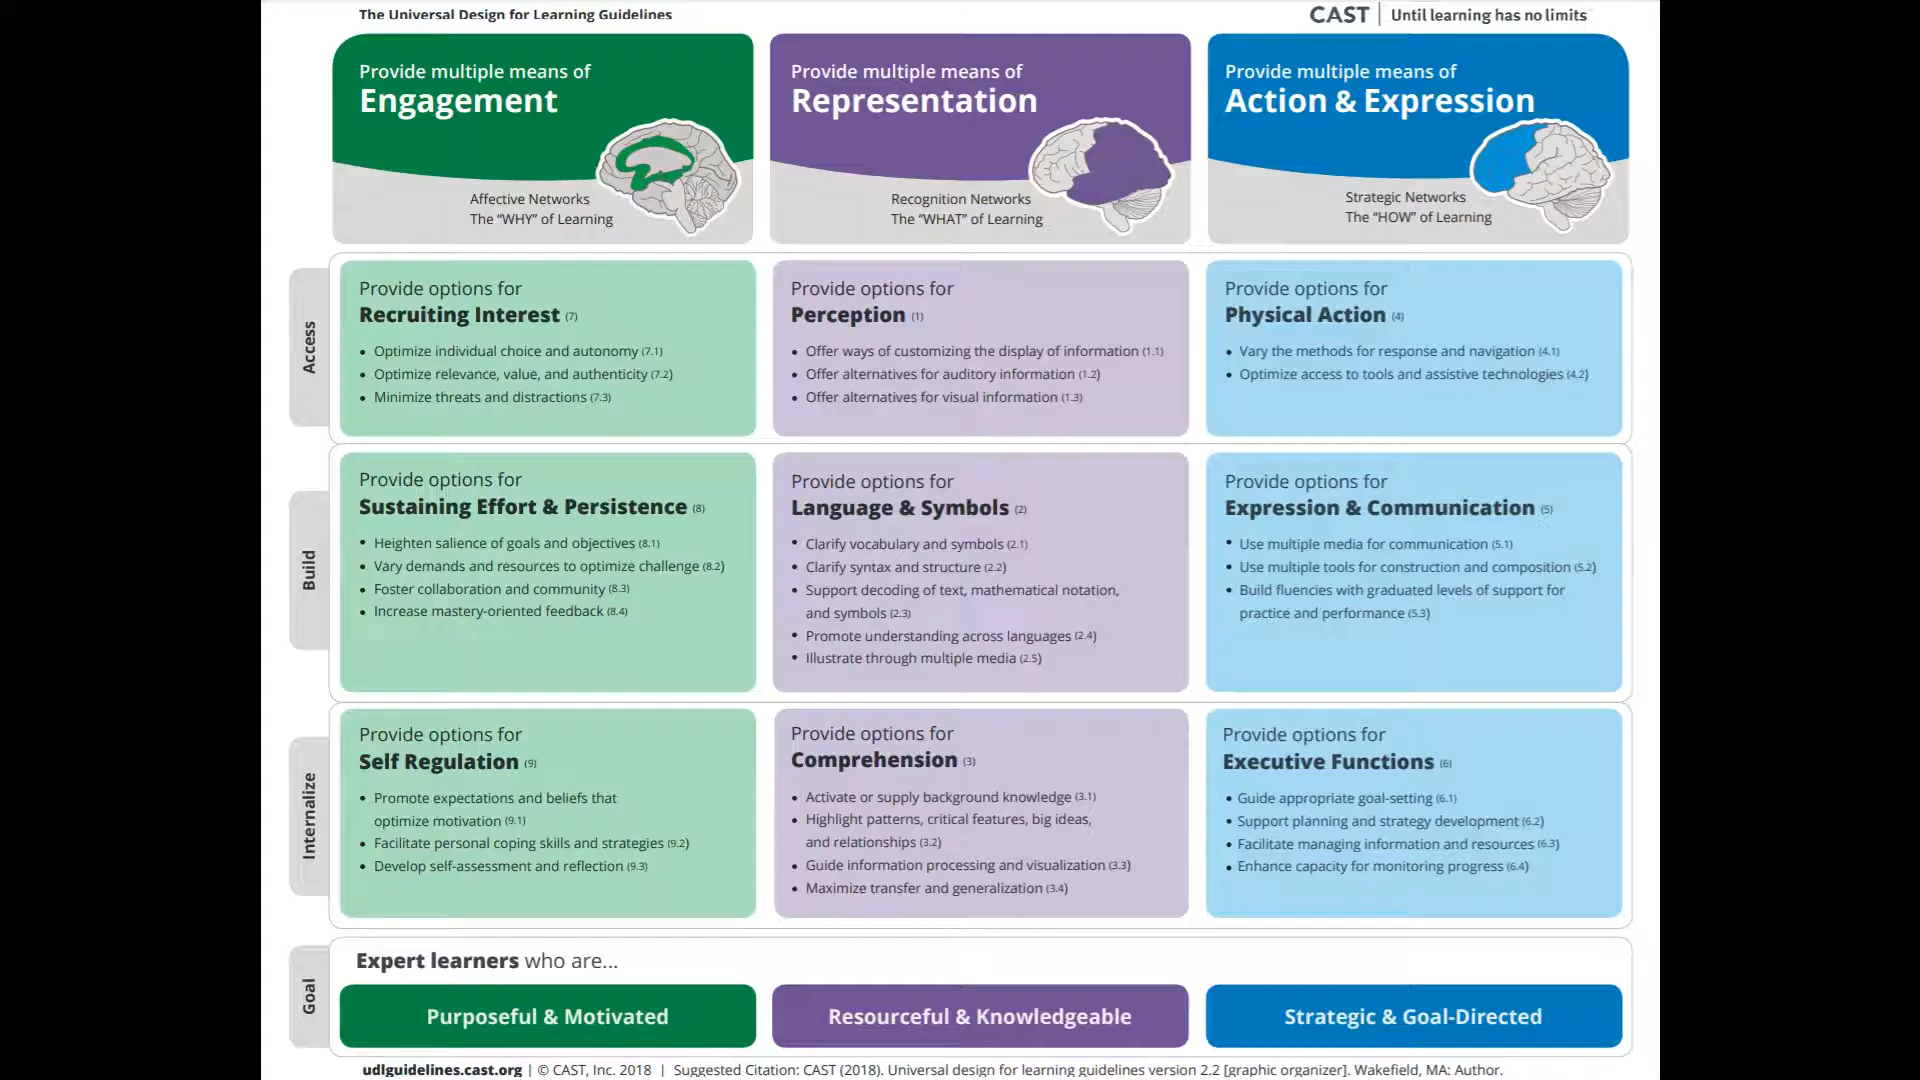 The Universal Design for Learning Guidelines
CAST | Until learning has no limits
Provide multiple means of
Engagement
Affective Networks
The “WHY” of Learning
Provide multiple means of
Representation
Recognition Networks
The “WHAT” of Learning
Provide multiple means of
Action & Expression
Strategic Networks
The “HOW” of Learning
Access
Provide options for
Recruiting Interest (7)
• Optimize individual choice and autonomy (7.1)
• Optimize relevance, value, and authenticity (7.2)
• Minimize threats and distractions (7.3)
Provide options for
Perception (1)
• Offer ways of customizing the display of information (1.1)
• Offer alternatives for auditory information (1.2)
• Offer alternatives for visual information (1.3)
Provide options for
Physical Action (4)
• Vary the methods for response and navigation (4.1)
• Optimize access to tools and assistive technologies (4.2)
Build
Provide options for
Sustaining Effort & Persistence (8)
• Heighten salience of goals and objectives (8.1)
• Vary demands and resources to optimize challenge (8.2)
• Foster collaboration and community (8.3)
• Increase mastery-oriented feedback (8.4)
Provide options for
Language & Symbols (2)
• Clarify vocabulary and symbols (2.1)
• Clarify syntax and structure (2.2)
• Support decoding of text, mathematical notation,
and symbols (2.3)
• Promote understanding across languages (2.4)
• Illustrate through multiple media (2.5)
Provide options for
Expression & Communication (5)
• Use multiple media for communication (5.1)
• Use multiple tools for construction and composition (5.2)
• Build fluencies with graduated levels of support for
practice and performance (5.3)
Internalize
Provide options for
Self Regulation (9)
• Promote expectations and beliefs that
optimize motivation (9.1)
• Facilitate personal coping skills and strategies (9.2)
• Develop self-assessment and reflection (9.3)
Provide options for
Comprehension (3)
• Activate or supply background knowledge (3.1)
• Highlight patterns, critical features, big ideas,
and relationships (3.2)
• Guide information processing and visualization (3.3)
• Maximize transfer and generalization (3.4)
Provide options for
Executive Functions (6)
• Guide appropriate goal-setting (6.1)
• Support planning and strategy development (6.2)
• Facilitate managing information and resources (6.3)
• Enhance capacity for monitoring progress (6.4)
Goal
Expert learners who are...
Purposeful & Motivated
Resourceful & Knowledgeable
Strategic & Goal-Directed
udlguidelines.cast.org | © CAST, Inc. 2018 | Suggested Citation: CAST (2018). Universal design for learning guidelines version 2.2 [graphic organizer]. Wakefield, MA: Author.